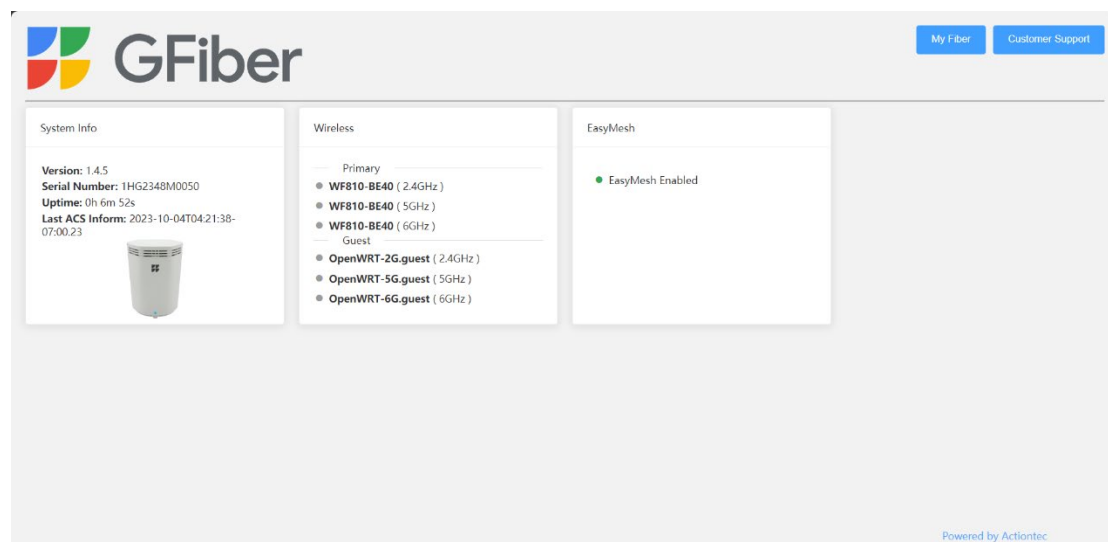 GFiber
My Fiber
Customer Support
System Info
Version: 1.4.5
Serial Number: 1HG2348M0050
Uptime: 0h 6m 52s
Last ACS Inform: 2023-10-04T04:21:38-
07:00.23
Wireless
Primary
WF810-BE40 ( 2.4GHz )
WF810-BE40 ( 5GHz )
WF810-BE40 ( 6GHz )
Guest
OpenWRT-2G.guest ( 2.4GHz )
OpenWRT-5G.guest ( 5GHz )
OpenWRT-6G.guest ( 6GHz )
EasyMesh
EasyMesh Enabled
Powered by Actiontec